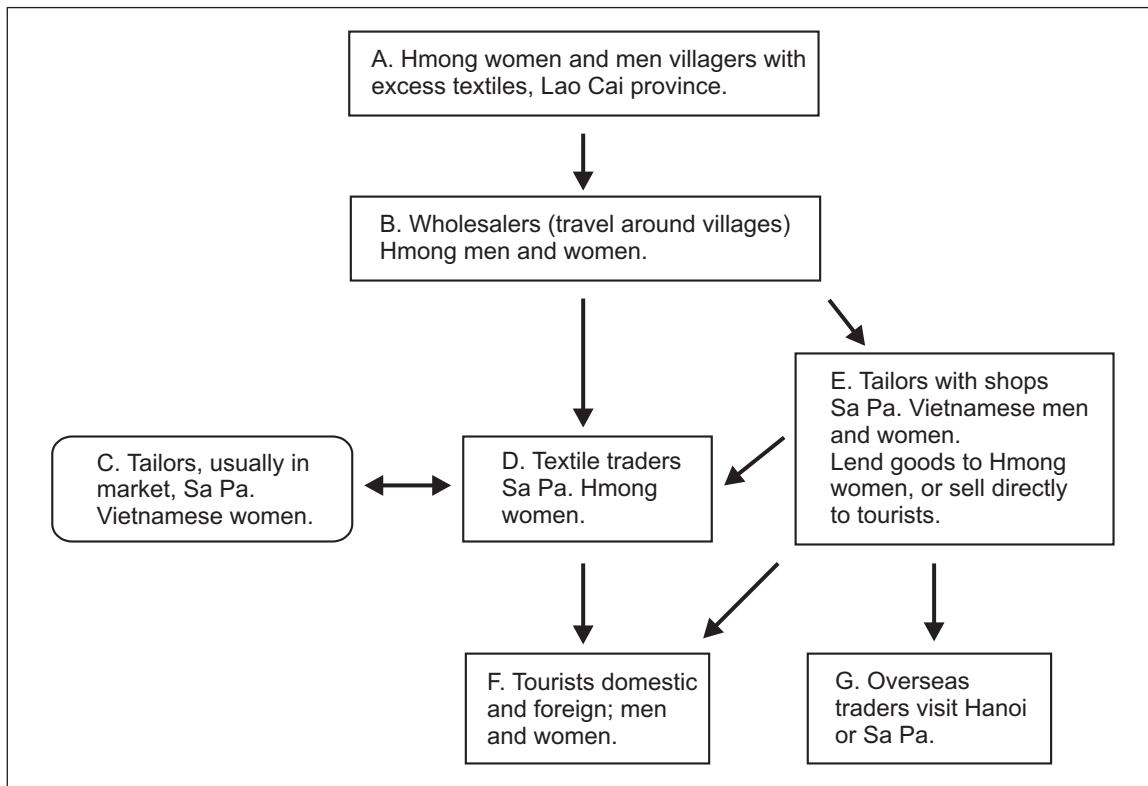 A. Hmong women and men villagers with
excess textiles, Lao Cai province.
B. Wholesalers (travel around villages)
Hmong men and women.
E. Tailors with shops
Sa Pa. Vietnamese men
and women.
Lend goods to Hmong
women, or sell directly
to tourists.
C. Tailors, usually in
market, Sa Pa.
Vietnamese women.
D. Textile traders
Sa Pa. Hmong
women.
F. Tourists domestic
and foreign; men
and women.
G. Overseas
traders visit Hanoi
or Sa Pa.